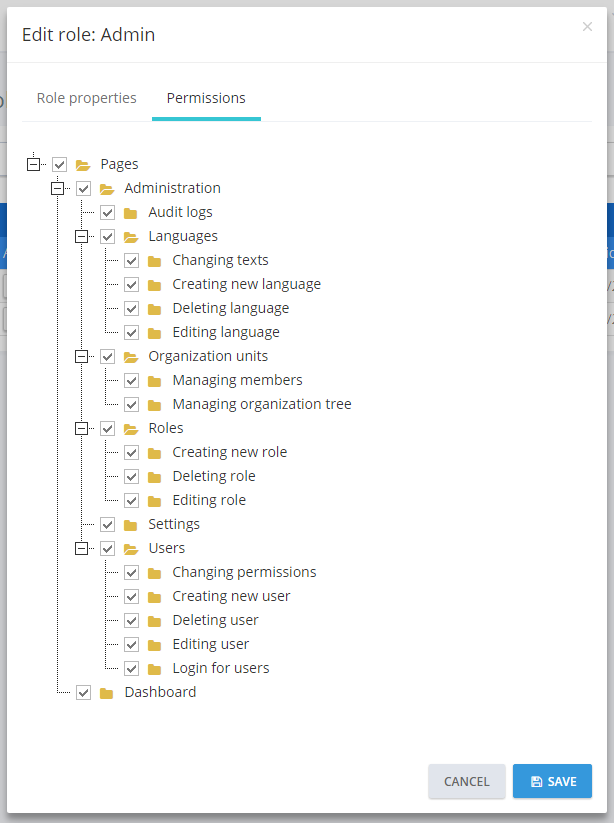 Edit role: Admin
×
Role properties
Permissions
Pages
Administration
Audit logs
Languages
Changing texts
Creating new language
Deleting language
Editing language
Organization units
Managing members
Managing organization tree
Roles
Creating new role
Deleting role
Editing role
Settings
Users
Changing permissions
Creating new user
Deleting user
Editing user
Login for users
Dashboard
CANCEL
SAVE